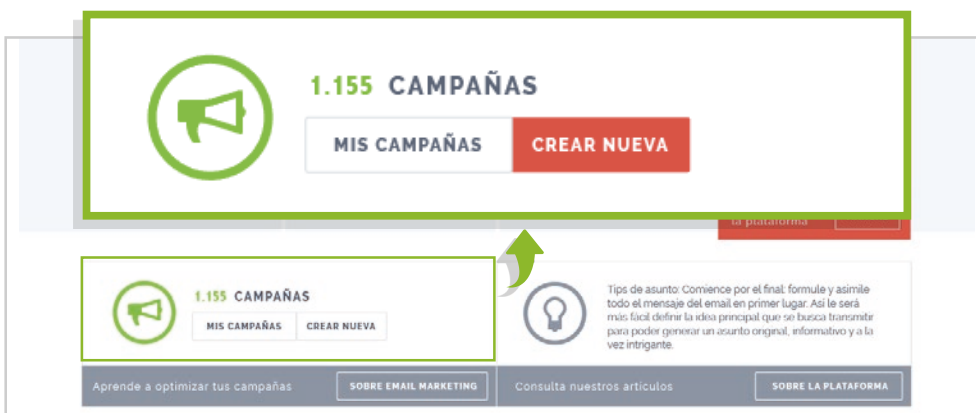 1.155 CAMPAÑAS
MIS CAMPAÑAS
CREAR NUEVA
la plataforma
1.155 CAMPAÑAS
MIS CAMPAÑAS
CREAR NUEVA
Tips de asunto: Comience por el final: formule y asimile
todo el mensaje del email en primer lugar. Así le será
más fácil definir la idea principal que se busca transmitir
para poder generar un asunto original, informativo y a la
vez intrigante.
Aprende a optimizar tus campañas
SOBRE EMAIL MARKETING
Consulta nuestros artículos
SOBRE LA PLATAFORMA